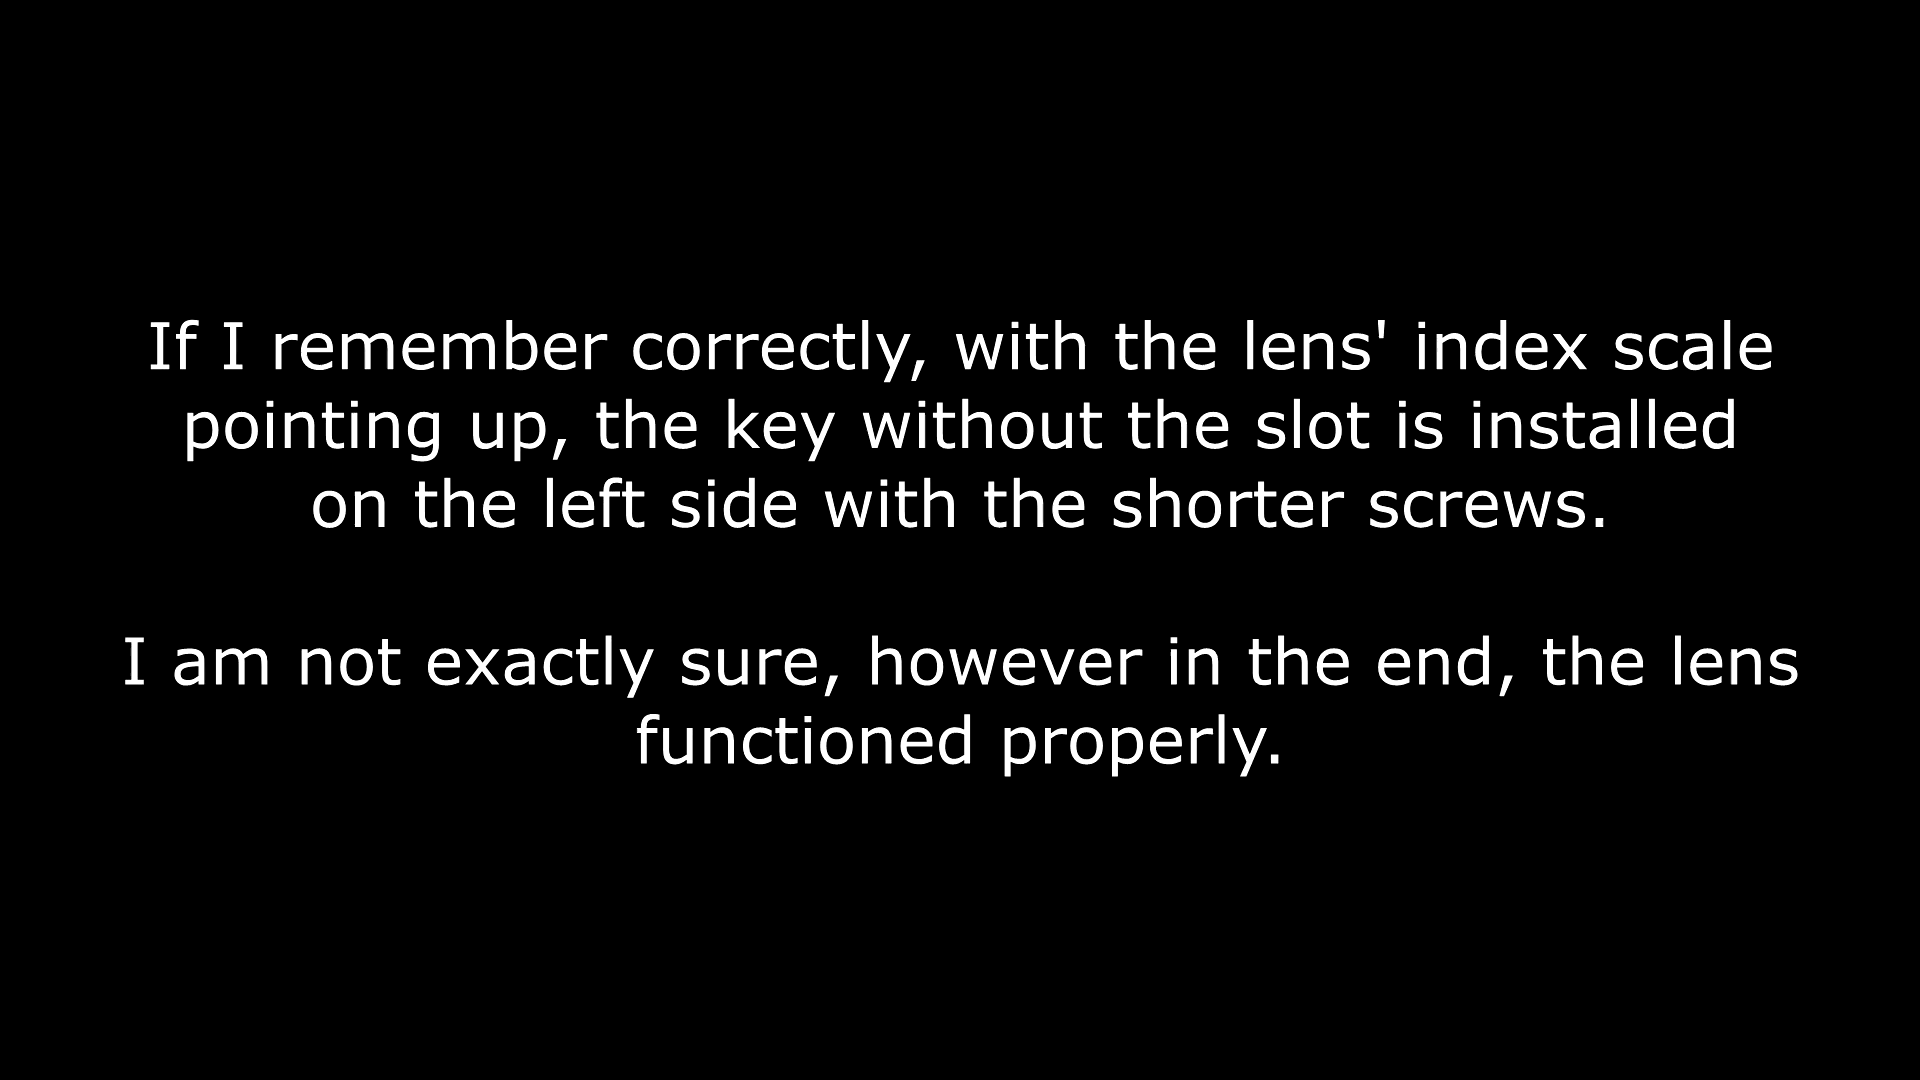 If I remember correctly, with the lens' index scale
pointing up, the key without the slot is installed
on the left side with the shorter screws.
I am not exactly sure, however in the end, the lens
functioned properly.